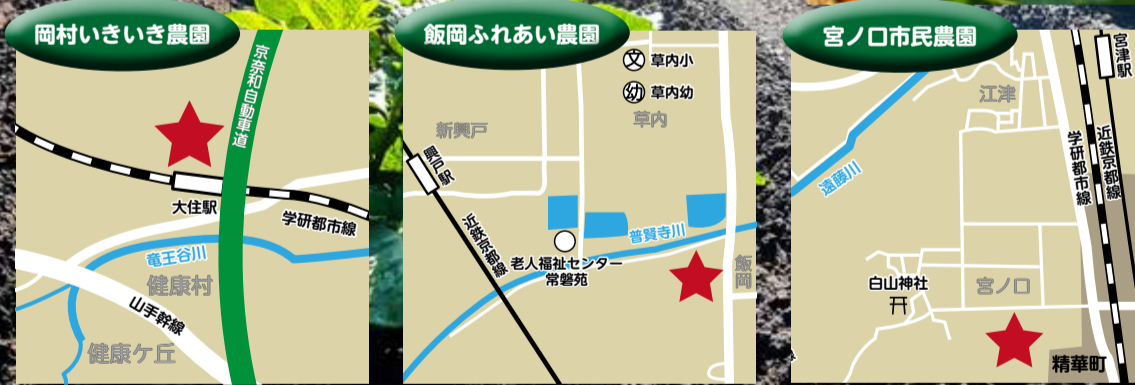 岡村いきいき農園
京奈和自動車道
大住駅
学研都市線
竜王谷川
健康村
山手幹線
健康ケ丘
飯岡ふれあい農園
文 草内小
幼 草内幼
草内
新興戸
興戸駅
近鉄京都線
普賢寺川
老人福祉センター
常磐苑
飯岡
宮ノ口市民農園
宮津駅
江津
学研都市線
近鉄京都線
遠藤川
白山神社
宮ノ口
精華町